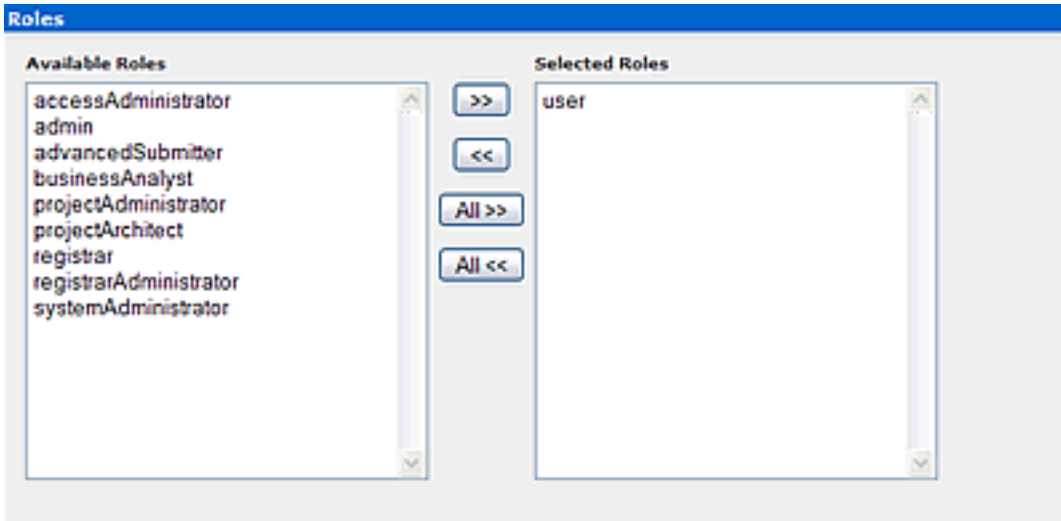 Roles
Available Roles
accessAdministrator
admin
advancedSubmitter
businessAnalyst
projectAdministrator
projectArchitect
registrar
registrarAdministrator
systemAdministrator
>>
<<
All >>
All <<
Selected Roles
user